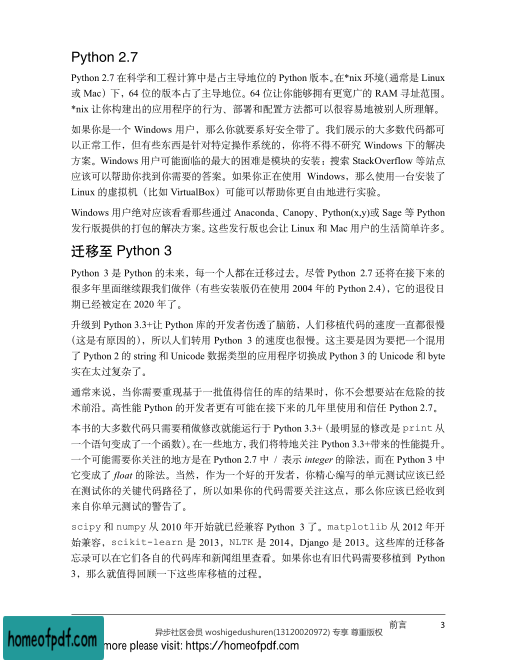 Python 2.7
Python 2.7 在科学和工程计算中是占主导地位的 Python 版本。在*nix 环境(通常是 Linux
或 Mac）下，64 位的版本占了主导地位。64 位让你能够拥有更宽广的 RAM 寻址范围。
*nix 让你构建出的应用程序的行为、部署和配置方法都可以很容易地被别人所理解。
如果你是一个 Windows 用户，那么你就要系好安全带了。我们展示的大多数代码都可
以正常工作，但有些东西是针对特定操作系统的，你将不得不研究 Windows 下的解决
方案。Windows 用户可能面临的最大的困难是模块的安装：搜索 StackOverflow 等站点
应该可以帮助你找到你需要的答案。如果你正在使用 Windows，那么使用一台安装了
Linux 的虚拟机（比如 VirtualBox）可能可以帮助你更自由地进行实验。
Windows 用户绝对应该看看那些通过 Anaconda、Canopy、Python(x,y)或 Sage 等 Python
发行版提供的打包的解决方案。这些发行版也会让 Linux 和 Mac 用户的生活简单许多。
迁移至 Python 3
Python 3 是 Python 的未来，每一个人都在迁移过去。尽管 Python 2.7 还将在接下来的
很多年里面继续跟我们做伴（有些安装版仍在使用 2004 年的 Python 2.4），它的退役日
期已经被定在 2020 年了。
升级到 Python 3.3+让 Python 库的开发者伤透了脑筋，人们移植代码的速度一直都很慢
（这是有原因的），所以人们转用 Python 3 的速度也很慢。这主要是因为要把一个混用
了 Python 2 的 string 和 Unicode 数据类型的应用程序切换成 Python 3 的 Unicode 和 byte
实在太过复杂了。
通常来说，当你需要重现基于一批值得信任的库的结果时，你不会想要站在危险的技
术前沿。高性能 Python 的开发者更有可能在接下来的几年里使用和信任 Python 2.7。
本书的大多数代码只需要稍做修改就能运行于 Python 3.3+（最明显的修改是 print 从
一个语句变成了一个函数）。在一些地方，我们将特地关注 Python 3.3+带来的性能提升。
一个可能需要你关注的地方是在 Python 2.7 中 / 表示 integer 的除法，而在 Python 3 中
它变成了 float 的除法。当然，作为一个好的开发者，你精心编写的单元测试应该已经
在测试你的关键代码路径了，所以如果你的代码需要关注这点，那么你应该已经收到
来自你单元测试的警告了。
scipy 和 numpy 从 2010 年开始就已经兼容 Python 3 了。matplotlib 从 2012 年开
始兼容，scikit-learn 是 2013，NLTK 是 2014，Django 是 2013。这些库的迁移备
忘录可以在它们各自的代码库和新闻组里查看。如果你也有旧代码需要移植到 Python
3，那么就值得回顾一下这些库移植的过程。
前言 3
异步社区会员 woshigedushuren(13120020972) 专享 尊重版权
homeofpdf.com
more please visit: https://homeofpdf.com